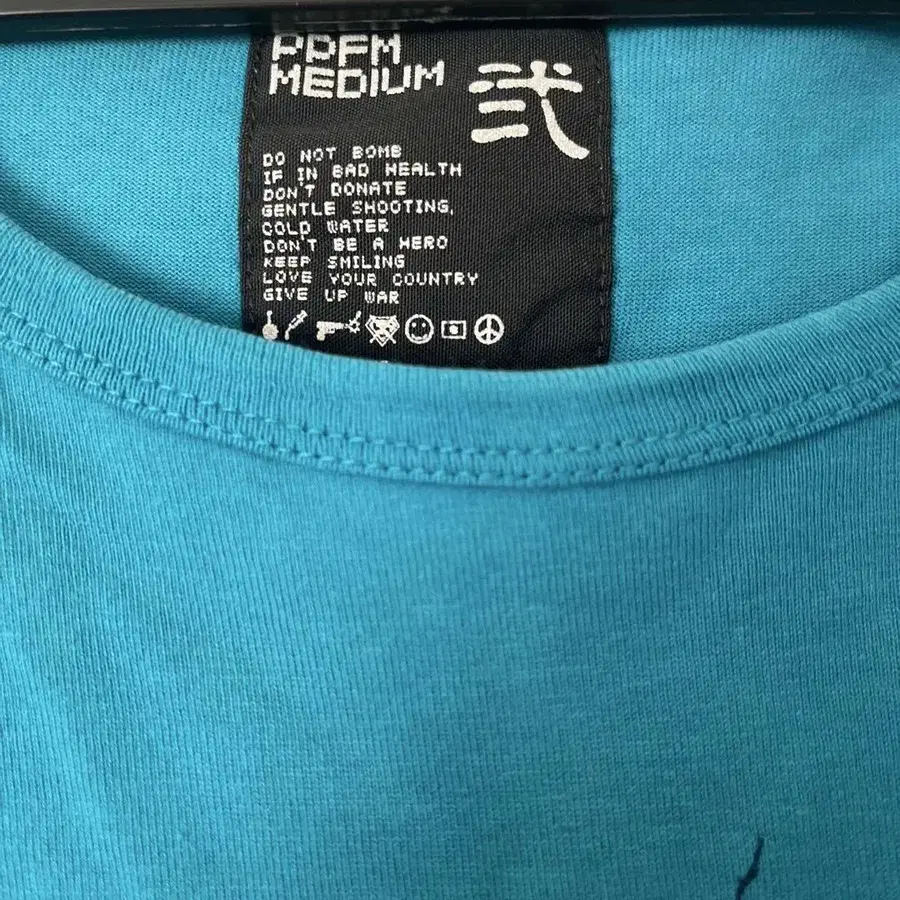 PPFM
MEDIUM
弐
DO NOT BOMB
IF IN BAD HEALTH
DON'T DONATE
GENTLE SHOOTING,
COLD WATER
DON'T BE A HERO
KEEP SMILING
LOVE YOUR COUNTRY
GIVE UP WAR